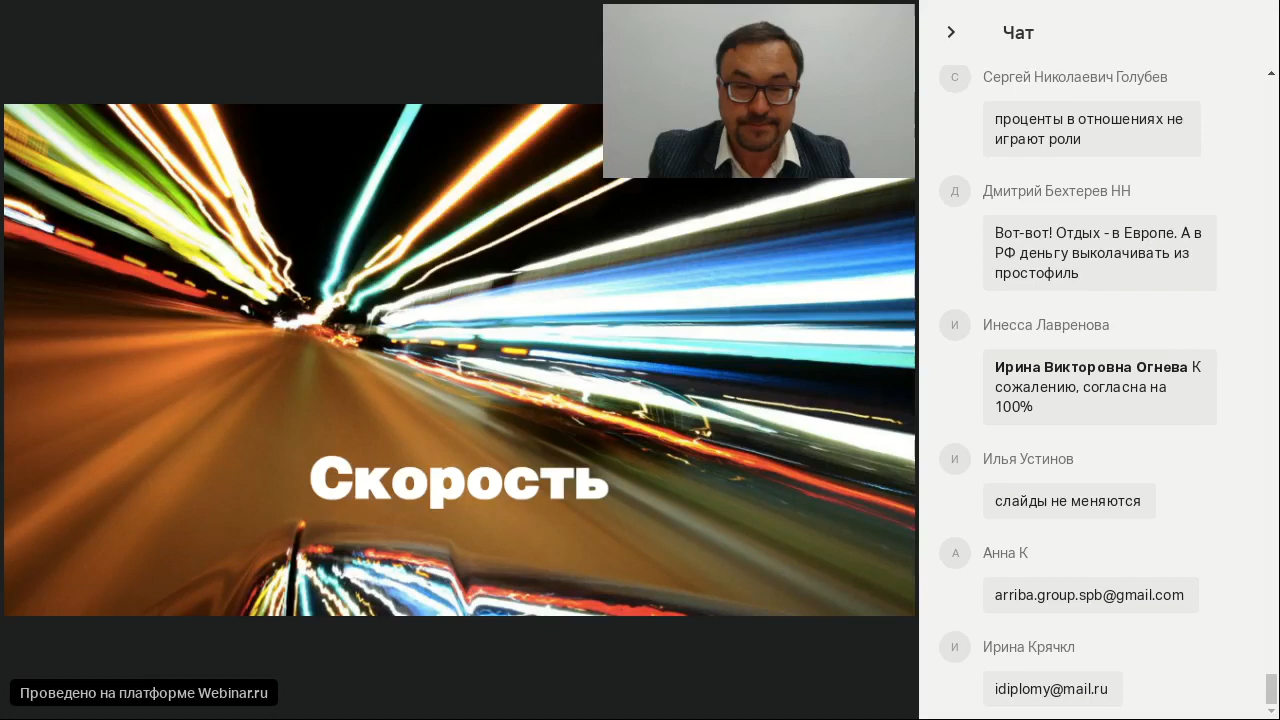 Скорость
Проведено на платформе Webinar.ru
Чат
С
Сергей Николаевич Голубев
проценты в отношениях не
играют роли
Д
Дмитрий Бехтерев НН
Вот-вот! Отдых - в Европе. А в
РФ деньгу выколачивать из
простофиль
И
Инесса Лавренова
Ирина Викторовна Огнева К
сожалению, согласна на
100%
И
Илья Устинов
слайды не меняются
А
Анна К
arriba.group.spb@gmail.com
И
Ирина Крячкл
idiplomy@mail.ru